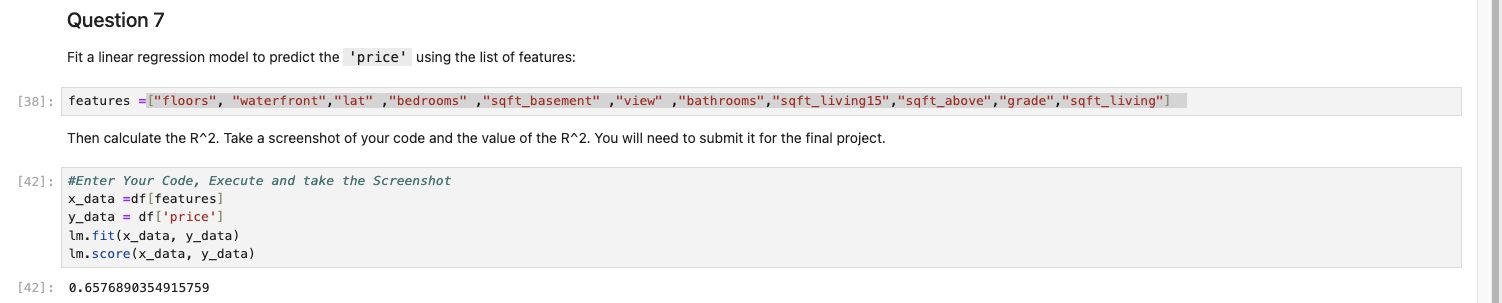 Question 7
Fit a linear regression model to predict the 'price' using the list of features:
[38]: features =["floors", "waterfront","lat" ,"bedrooms" ,"sqft_basement" ,"view" ,"bathrooms","sqft_living15","sqft_above","grade","sqft_living"]
Then calculate the R^2. Take a screenshot of your code and the value of the R^2. You will need to submit it for the final project.
[42]: #Enter Your Code, Execute and take the Screenshot
x_data =df[features]
y_data = df['price']
lm.fit(x_data, y_data)
lm.score(x_data, y_data)
[42]: 0.6576890354915759